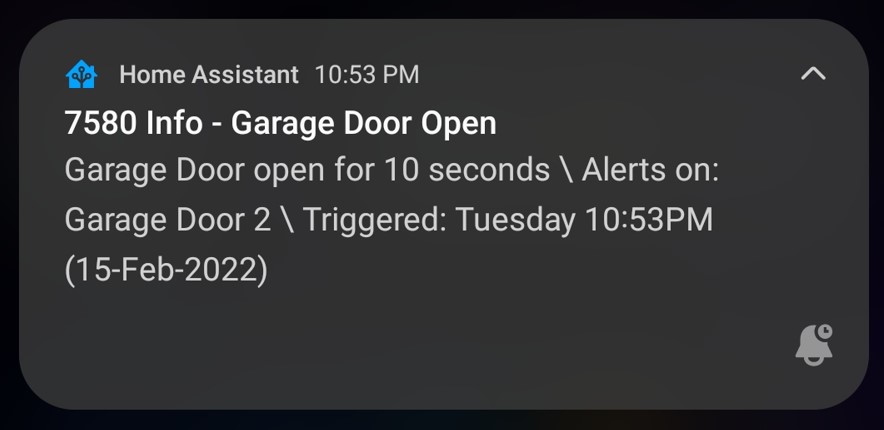 Home Assistant 10:53 PM
7580 Info - Garage Door Open
Garage Door open for 10 seconds \ Alerts on:
Garage Door 2 \ Triggered: Tuesday 10:53PM
(15-Feb-2022)